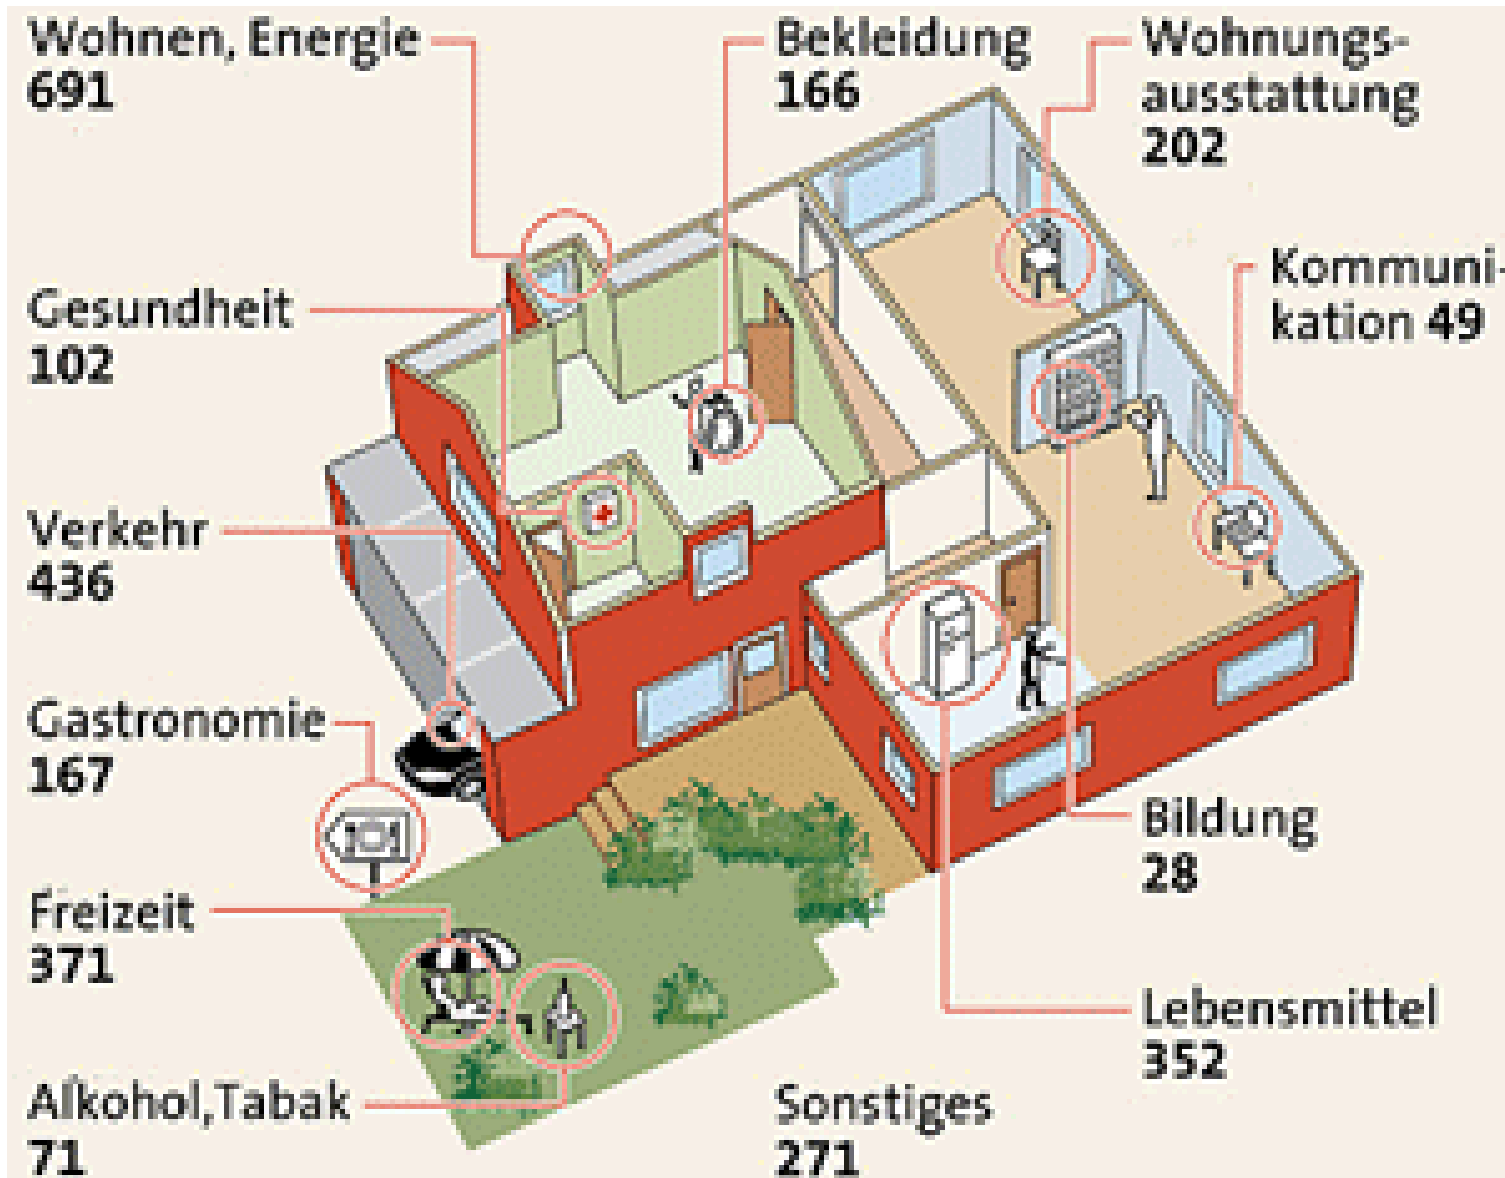 Wohnen, Energie
691
Bekleidung
166
Wohnungs-
ausstattung
202
Gesundheit
102
Kommuni-
kation 49
Verkehr
436
Gastronomie
167
Bildung
28
Freizeit
371
Lebensmittel
352
Alkohol,Tabak
71
Sonstiges
271